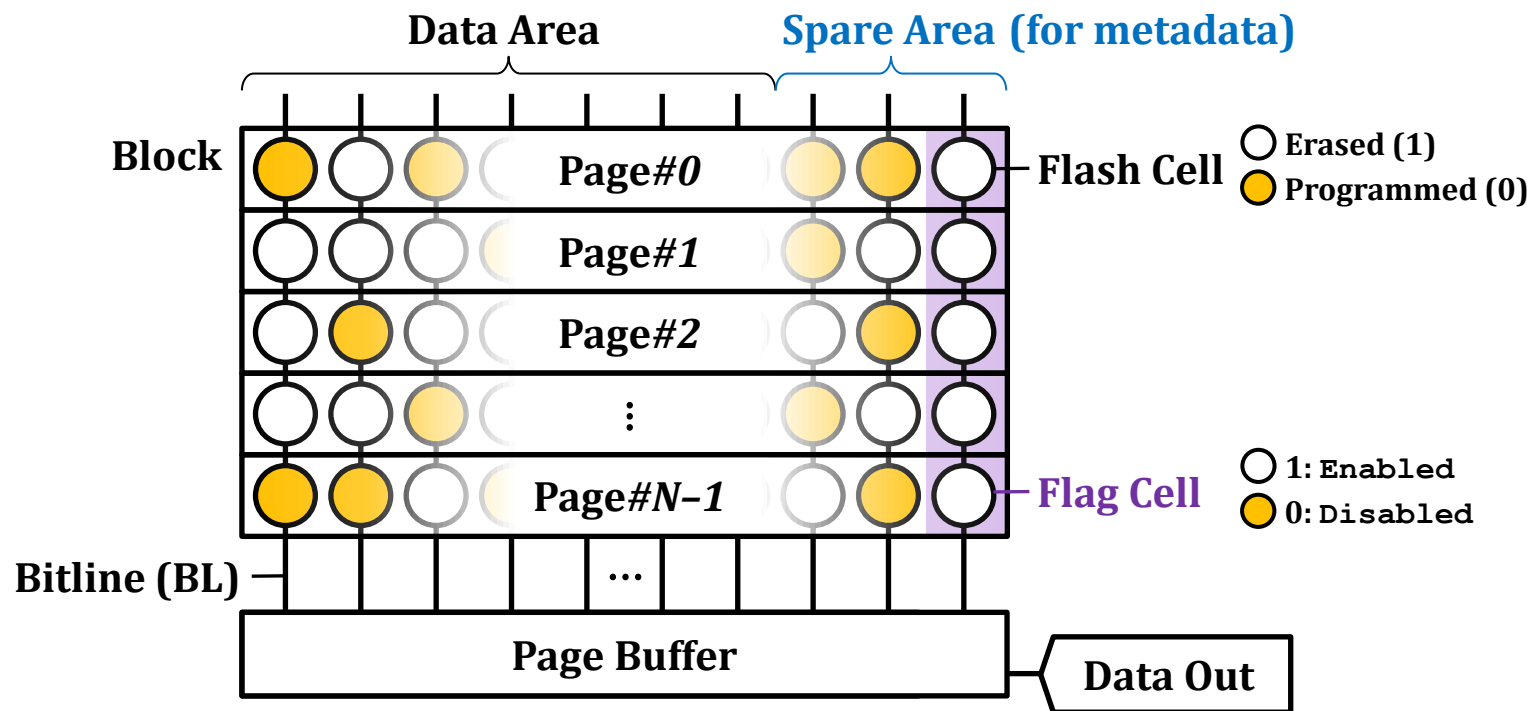 Data Area
Spare Area (for metadata)
Block
Page#0
Flash Cell
Erased (1)
Programmed (0)
Page#1
Page#2
⋮
Page#N–1
Flag Cell
1: Enabled
0: Disabled
Bitline (BL)
...
Page Buffer
Data Out